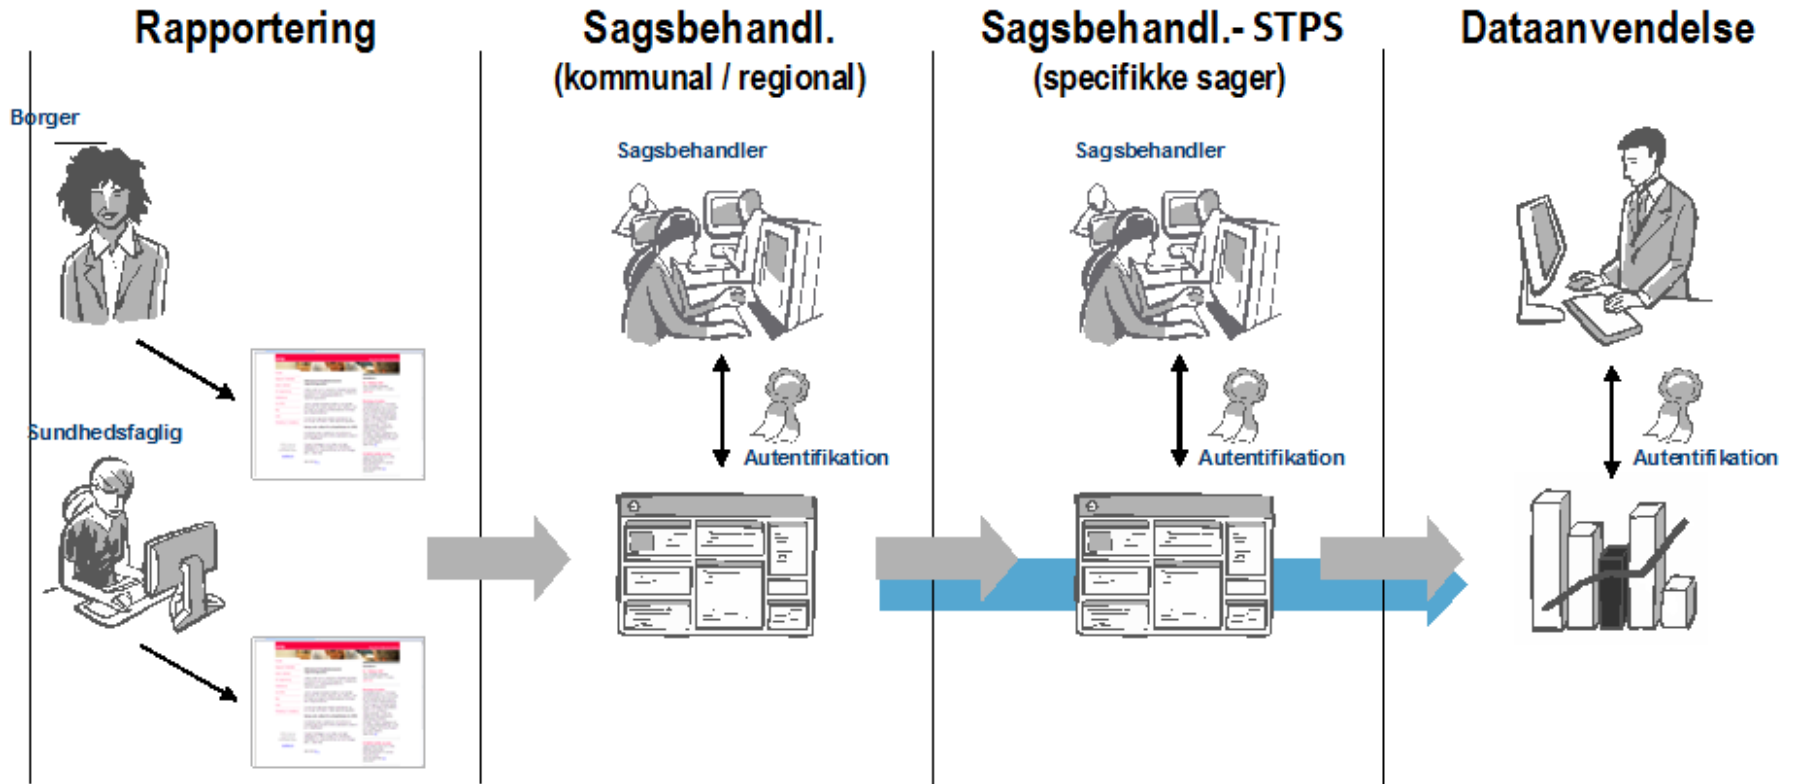 Rapportering
Sagsbehandl.
(kommunal / regional)
Sagsbehandl.- STPS
(specifikke sager)
Dataanvendelse
Borger
Sundhedsfaglig
Sagsbehandler
Autentifikation
Sagsbehandler
Autentifikation
Autentifikation